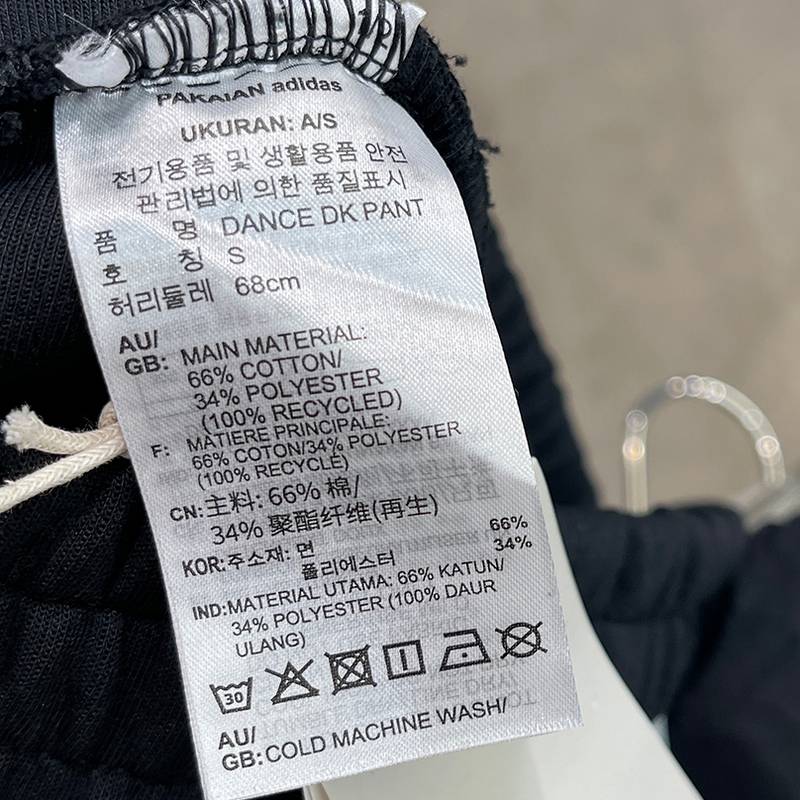 PAKAIAN adidas
UKURAN: A/S
전기용품 및 생활용품 안전
관리법에 의한 품질표시
품 명 DANCE DK PANT
호 칭 S
허리둘레 68cm
AU/
GB: MAIN MATERIAL:
66% COTTON/
34% POLYESTER
(100% RECYCLED)
F: MATIERE PRINCIPALE:
66% COTON/34% POLYESTER
(100% RECYCLÉ)
CN: 主料: 66% 棉/
34% 聚酯纤维(再生)
KOR: 주소재: 면 66%
폴리에스터 34%
IND: MATERIAL UTAMA: 66% KATUN/
34% POLYESTER (100% DAUR
ULANG)
30
AU/
GB: COLD MACHINE WASH/